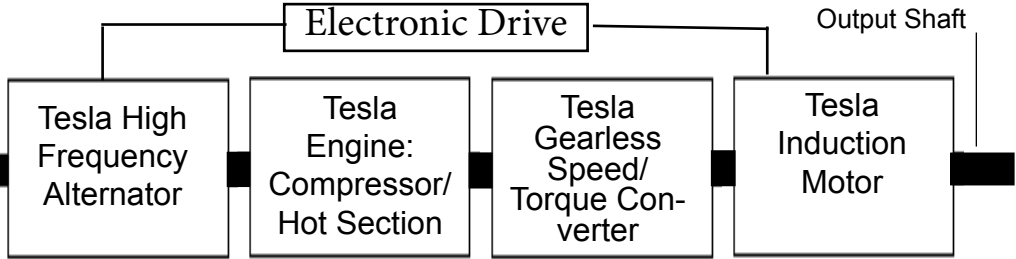 Electronic Drive
Output Shaft
Tesla High
Frequency
Alternator
Tesla
Engine:
Compressor/
Hot Section
Tesla
Gearless
Speed/
Torque Con-
verter
Tesla
Induction
Motor